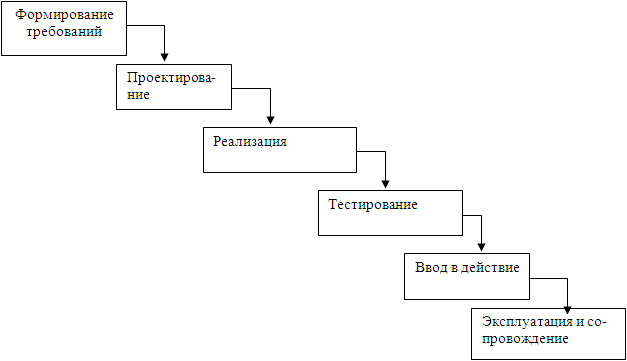 Формирование
требований
Проектирова-
ние
Реализация
Тестирование
Ввод в действие
Эксплуатация и со-
провождение